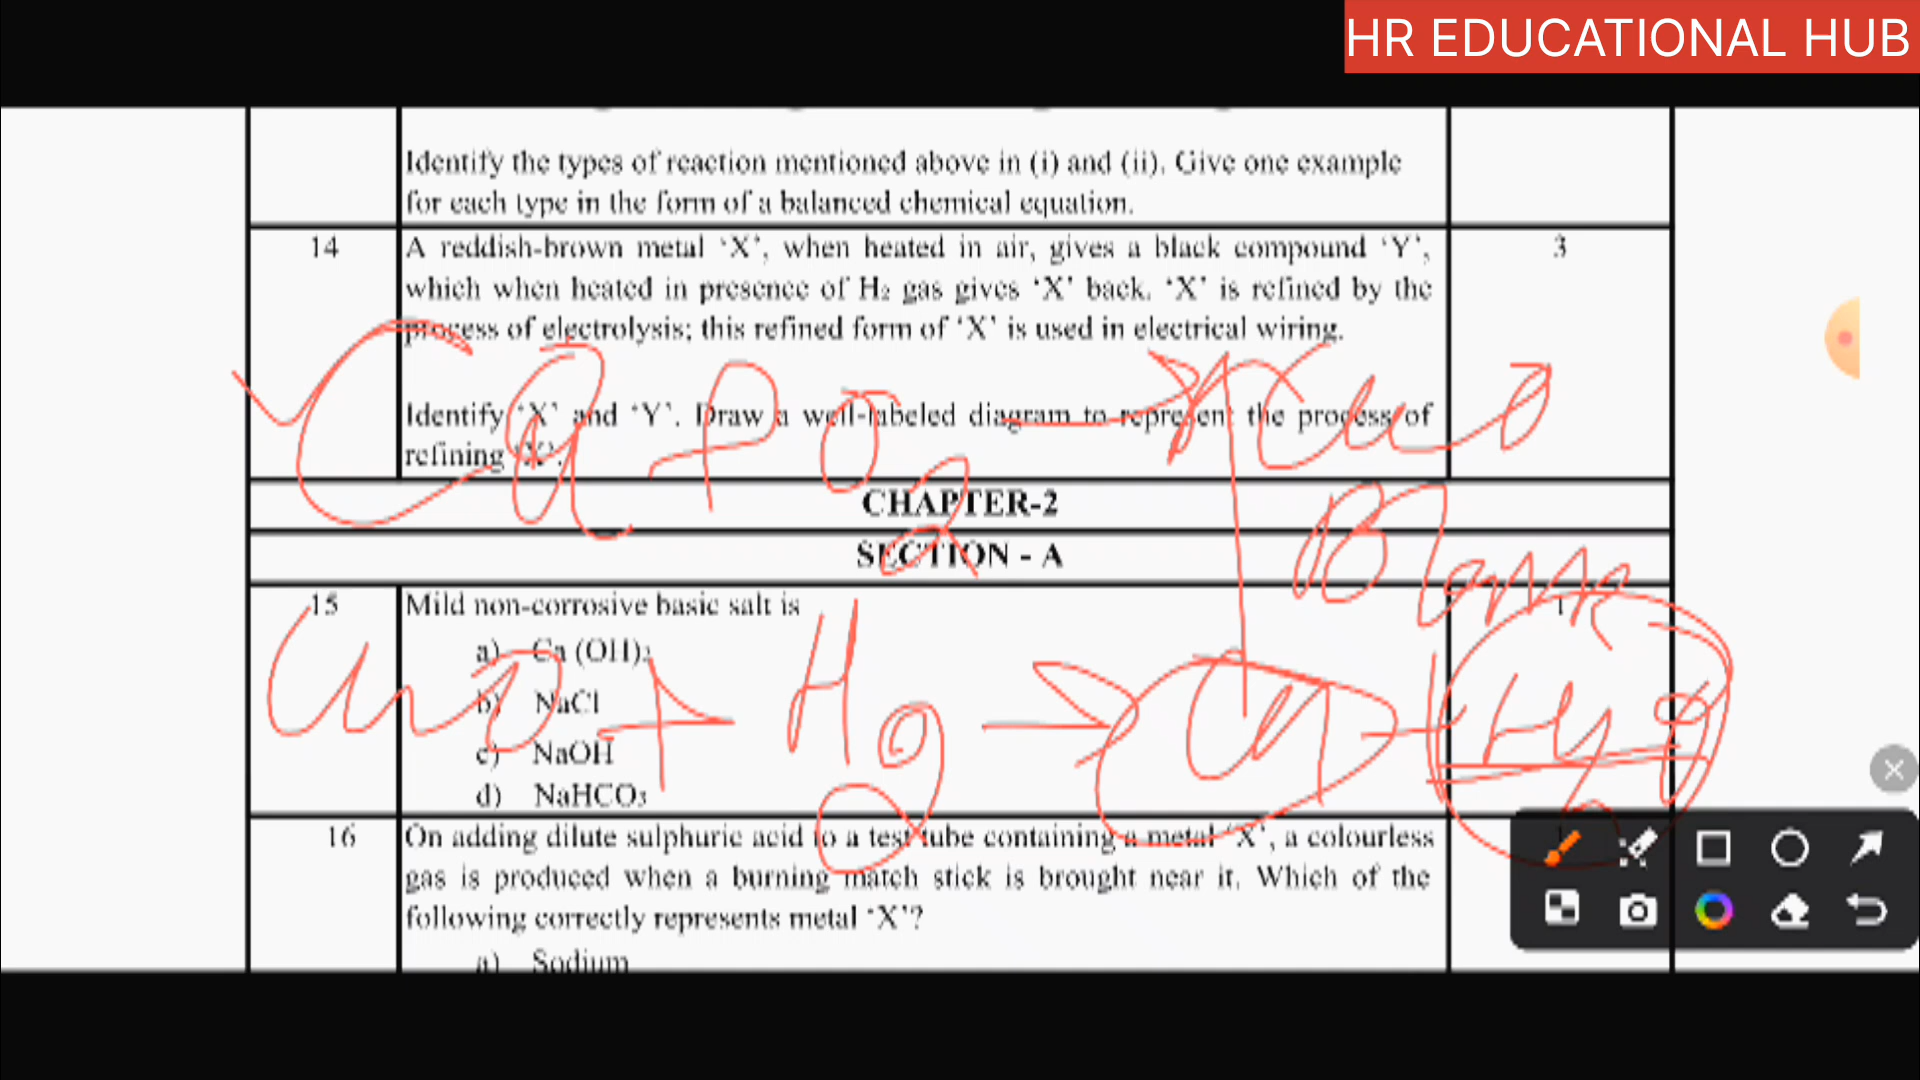 HR EDUCATIONAL HUB
Identify the types of reaction mentioned above in (i) and (ii). Give one example
for each type in the form of a balanced chemical equation.
14 A reddish-brown metal ‘X’, when heated in air, gives a black compound ‘Y’, 3
which when heated in presence of H₂ gas gives ‘X’ back. ‘X’ is refined by the
process of electrolysis; this refined form of ‘X’ is used in electrical wiring.
Identify ‘X’ and ‘Y’. Draw a well-labeled diagram to represent the process of
refining ‘X’.
CHAPTER-2
SECTION - A
15 Mild non-corrosive basic salt is 1
a) Ca (OH)₂
b) NaCl
c) NaOH
d) NaHCO₃
16 On adding dilute sulphuric acid to a test tube containing a metal ‘X’, a colourless
gas is produced when a burning match stick is brought near it. Which of the
following correctly represents metal ‘X’?
a) Sodium